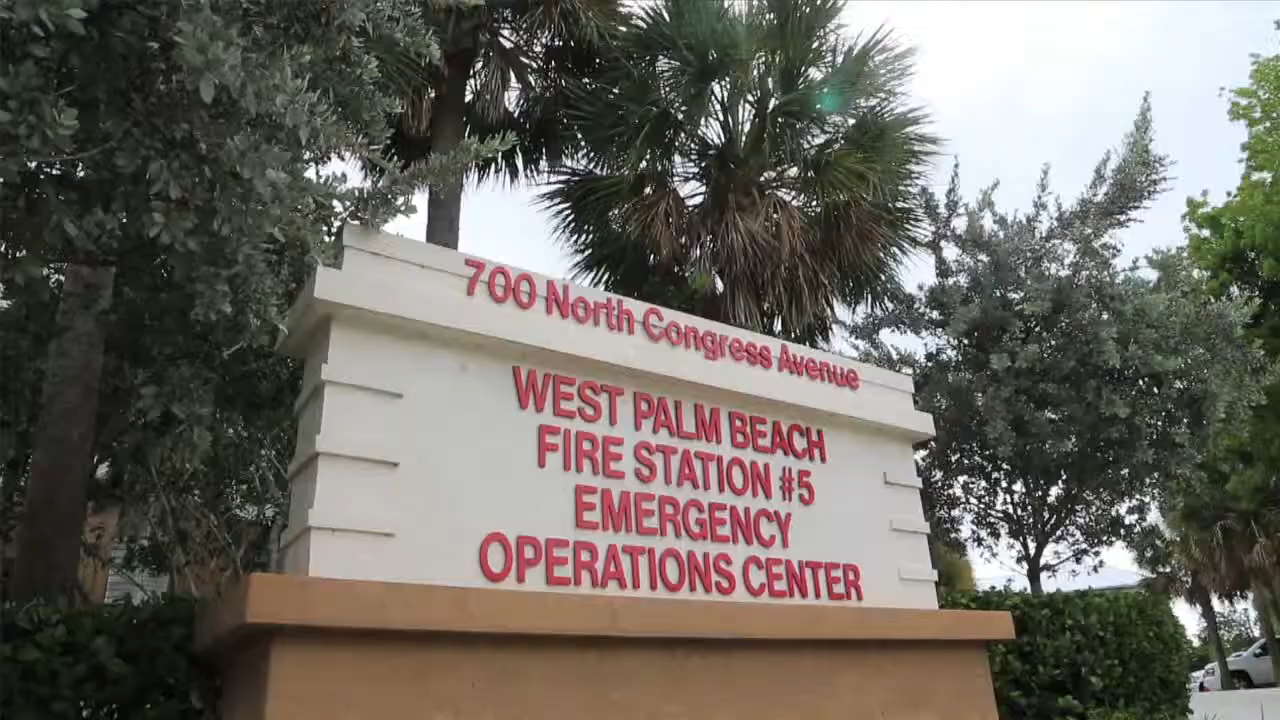 700 North Congress Avenue
WEST PALM BEACH
FIRE STATION #5
EMERGENCY
OPERATIONS CENTER